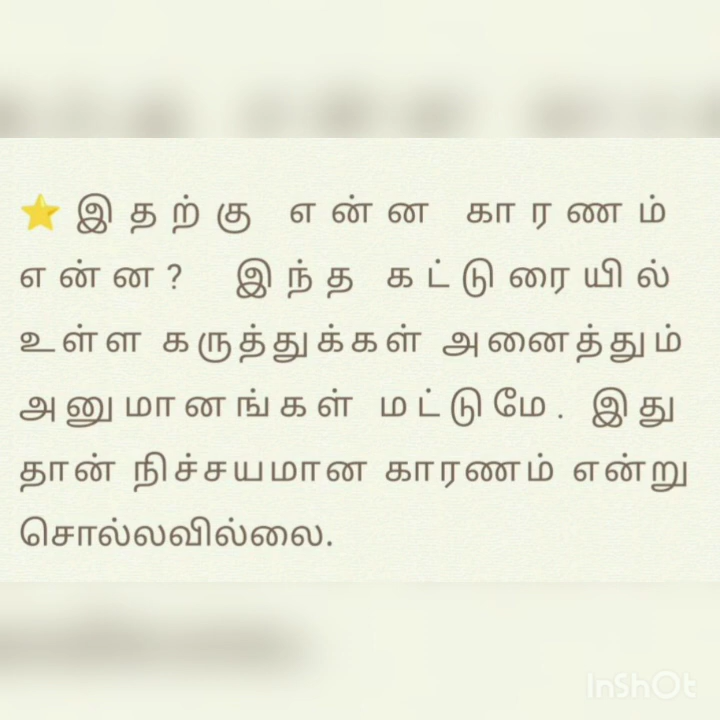 ⭐ இதற்கு என்ன காரணம்
என்ன? இந்த கட்டுரையில்
உள்ள கருத்துக்கள் அனைத்தும்
அனுமானங்கள் மட்டுமே. இது
தான் நிச்சயமான காரணம் என்று
சொல்லவில்லை.
InShOt